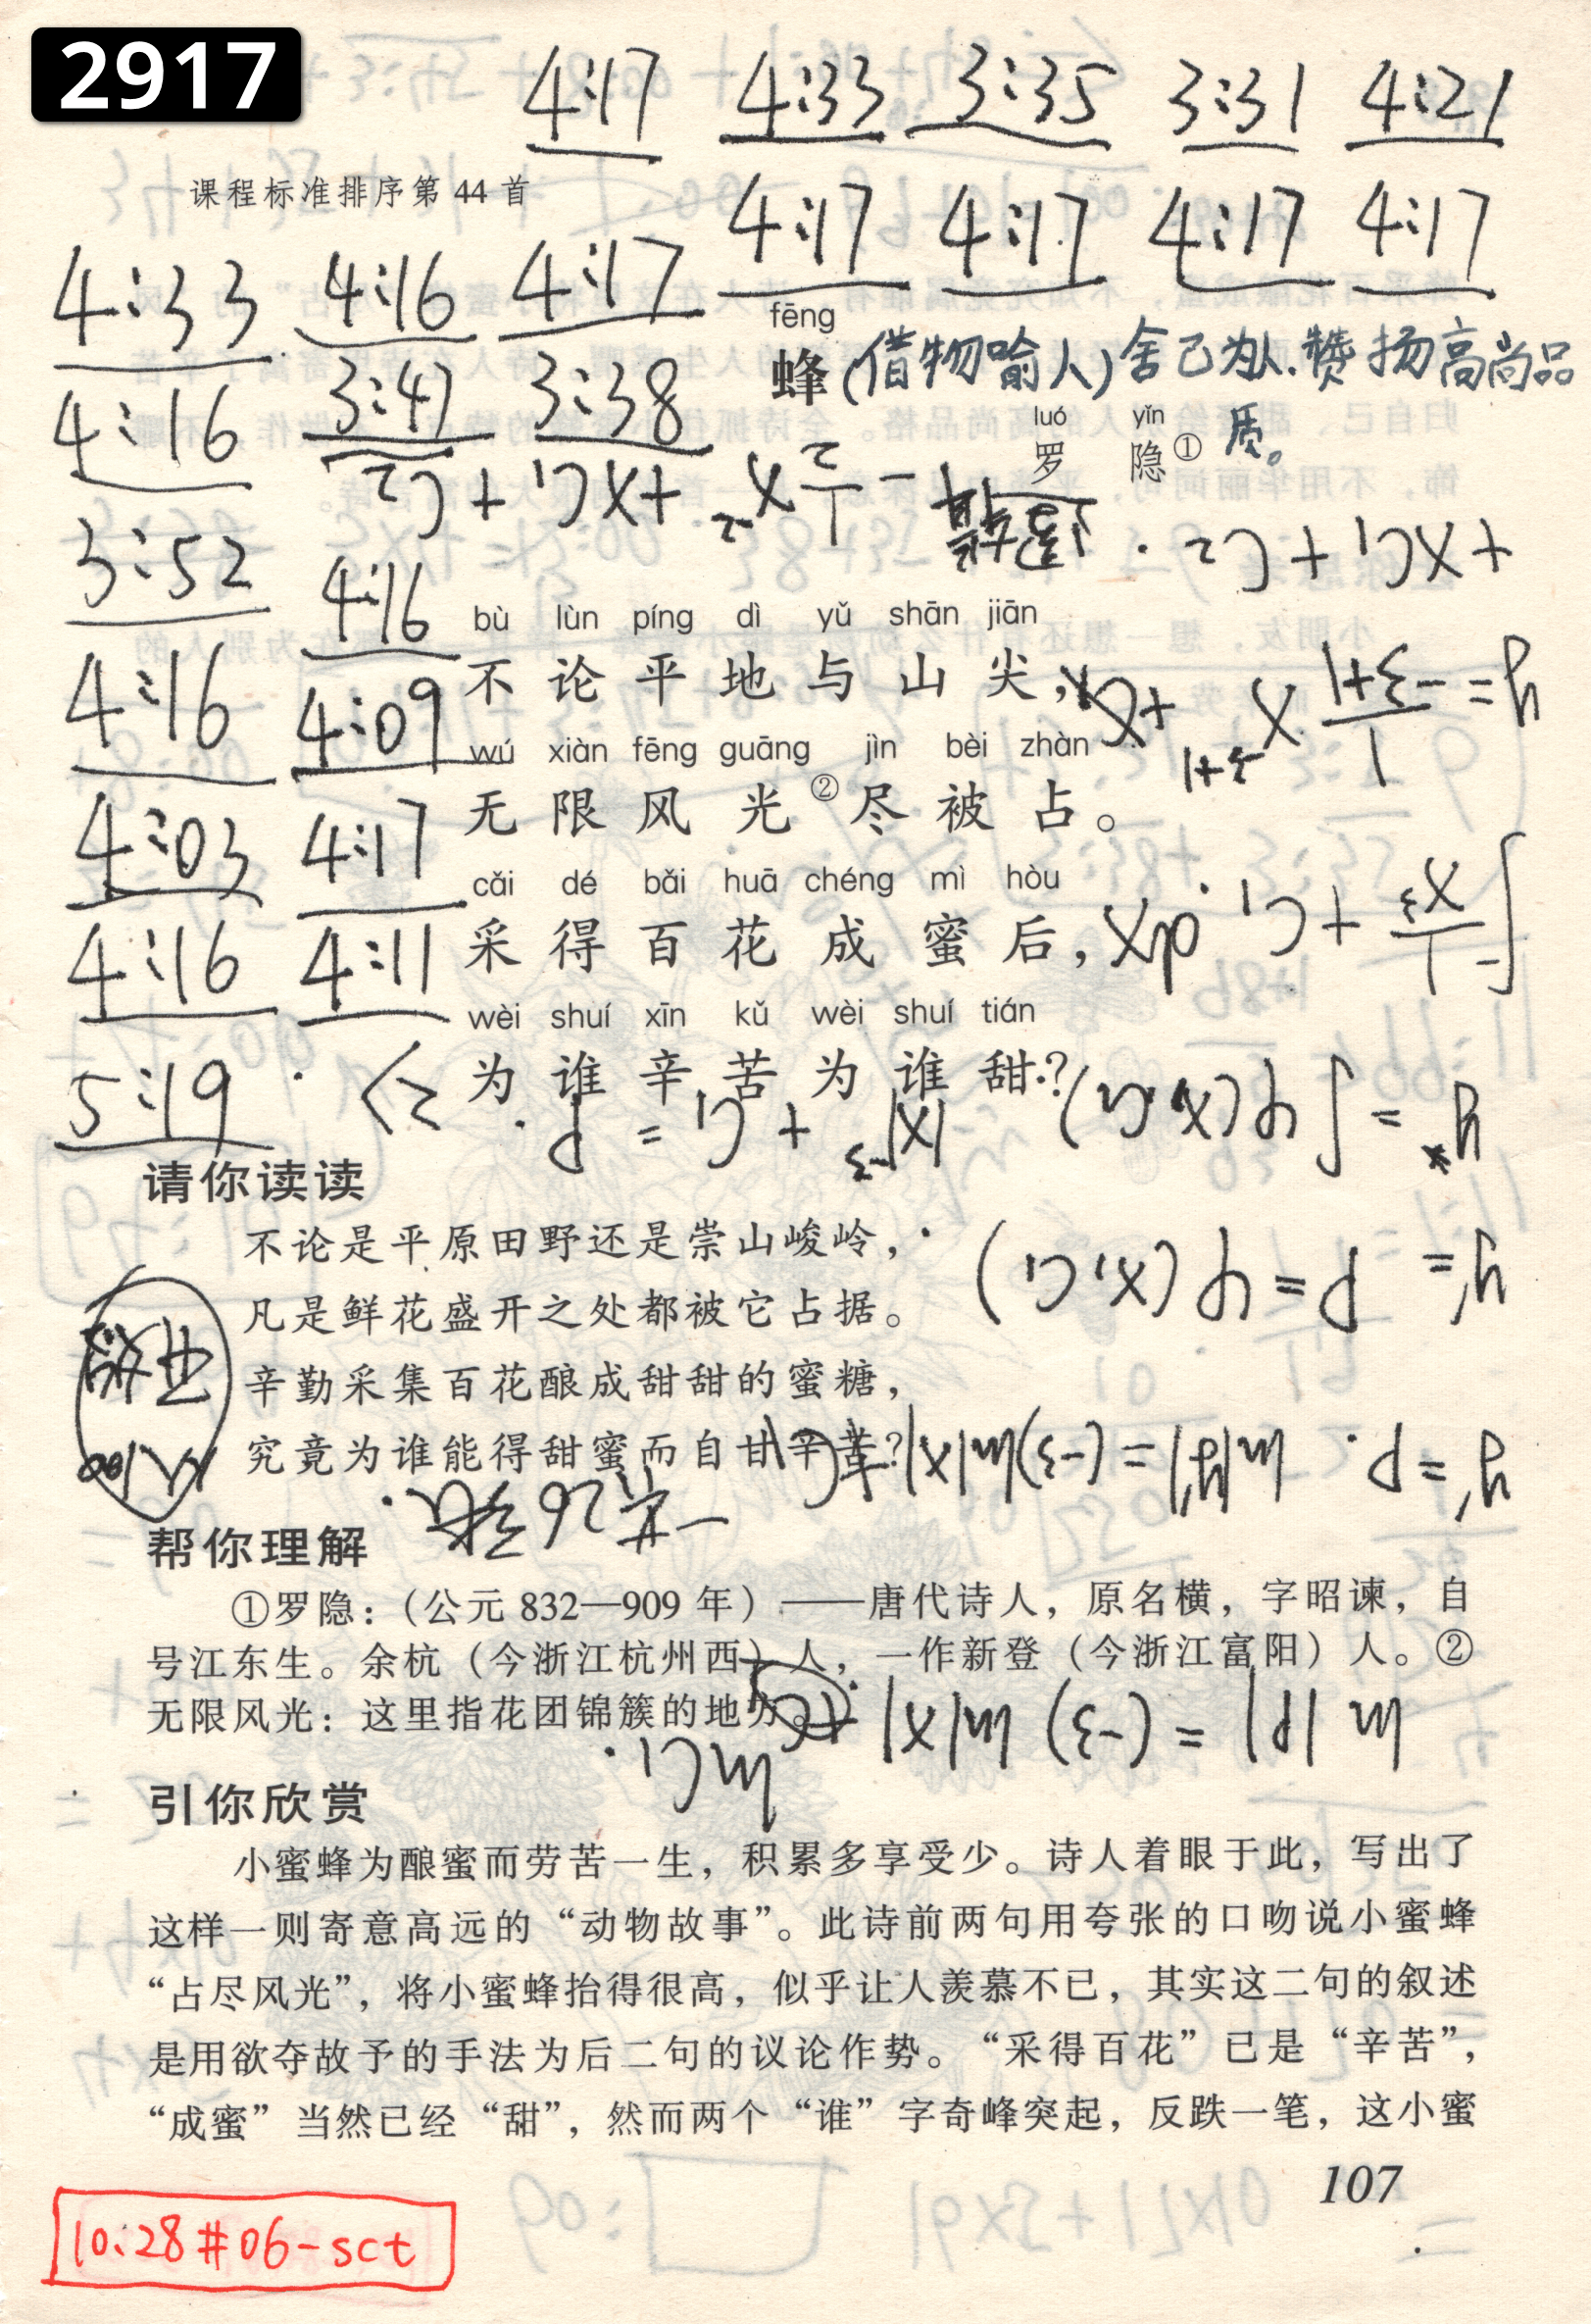 2917
4:17 4:33 3:35 3:31 4:21
课程标准排序第 44 首
4:17 4:17 4:17 4:17
4:33 4:16 4:17
fēng
蜂(借物喻人)舍己为人.赞扬高尚品
质。
4:16 3:47 3:38
luó yǐn
罗 隐①
3:52 4:16
bù lùn píng dì yǔ shān jiān
不 论 平 地 与 山 尖,
4:16 4:09
wú xiàn fēng guāng jìn bèi zhàn
无 限 风 光②尽 被 占。
4:03 4:17
cǎi dé bǎi huā chéng mì hòu
采 得 百 花 成 蜜 后,
4:16 4:11
wèi shuí xīn kǔ wèi shuí tián
为 谁 辛 苦 为 谁 甜?
5:19
请你读读
不论是平原田野还是崇山峻岭,
凡是鲜花盛开之处都被它占据。
辛勤采集百花酿成甜甜的蜜糖,
究竟为谁能得甜蜜而自甘辛苦?
y'=P. ln|y'|=(-3)ln|x|
一共26张.
帮你理解
①罗隐:(公元 832—909 年)——唐代诗人,原名横,字昭谏,自
号江东生。余杭(今浙江杭州西)人,一作新登(今浙江富阳)人。②
无限风光:这里指花团锦簇的地方。
ln|P|=(-3)ln|x|
lnC₁.
y'=P=φ(x,C₁)
y=∫φ(x,C₁)
|x|⁻³+C₁=P.
引你欣赏
小蜜蜂为酿蜜而劳苦一生,积累多享受少。诗人着眼于此,写出了
这样一则寄意高远的“动物故事”。此诗前两句用夸张的口吻说小蜜蜂
“占尽风光”,将小蜜蜂抬得很高,似乎让人羡慕不已,其实这二句的叙述
是用欲夺故予的手法为后二句的议论作势。“采得百花”已是“辛苦”,
“成蜜”当然已经“甜”,然而两个“谁”字奇峰突起,反跌一笔,这小蜜
107
10:28#06-sct